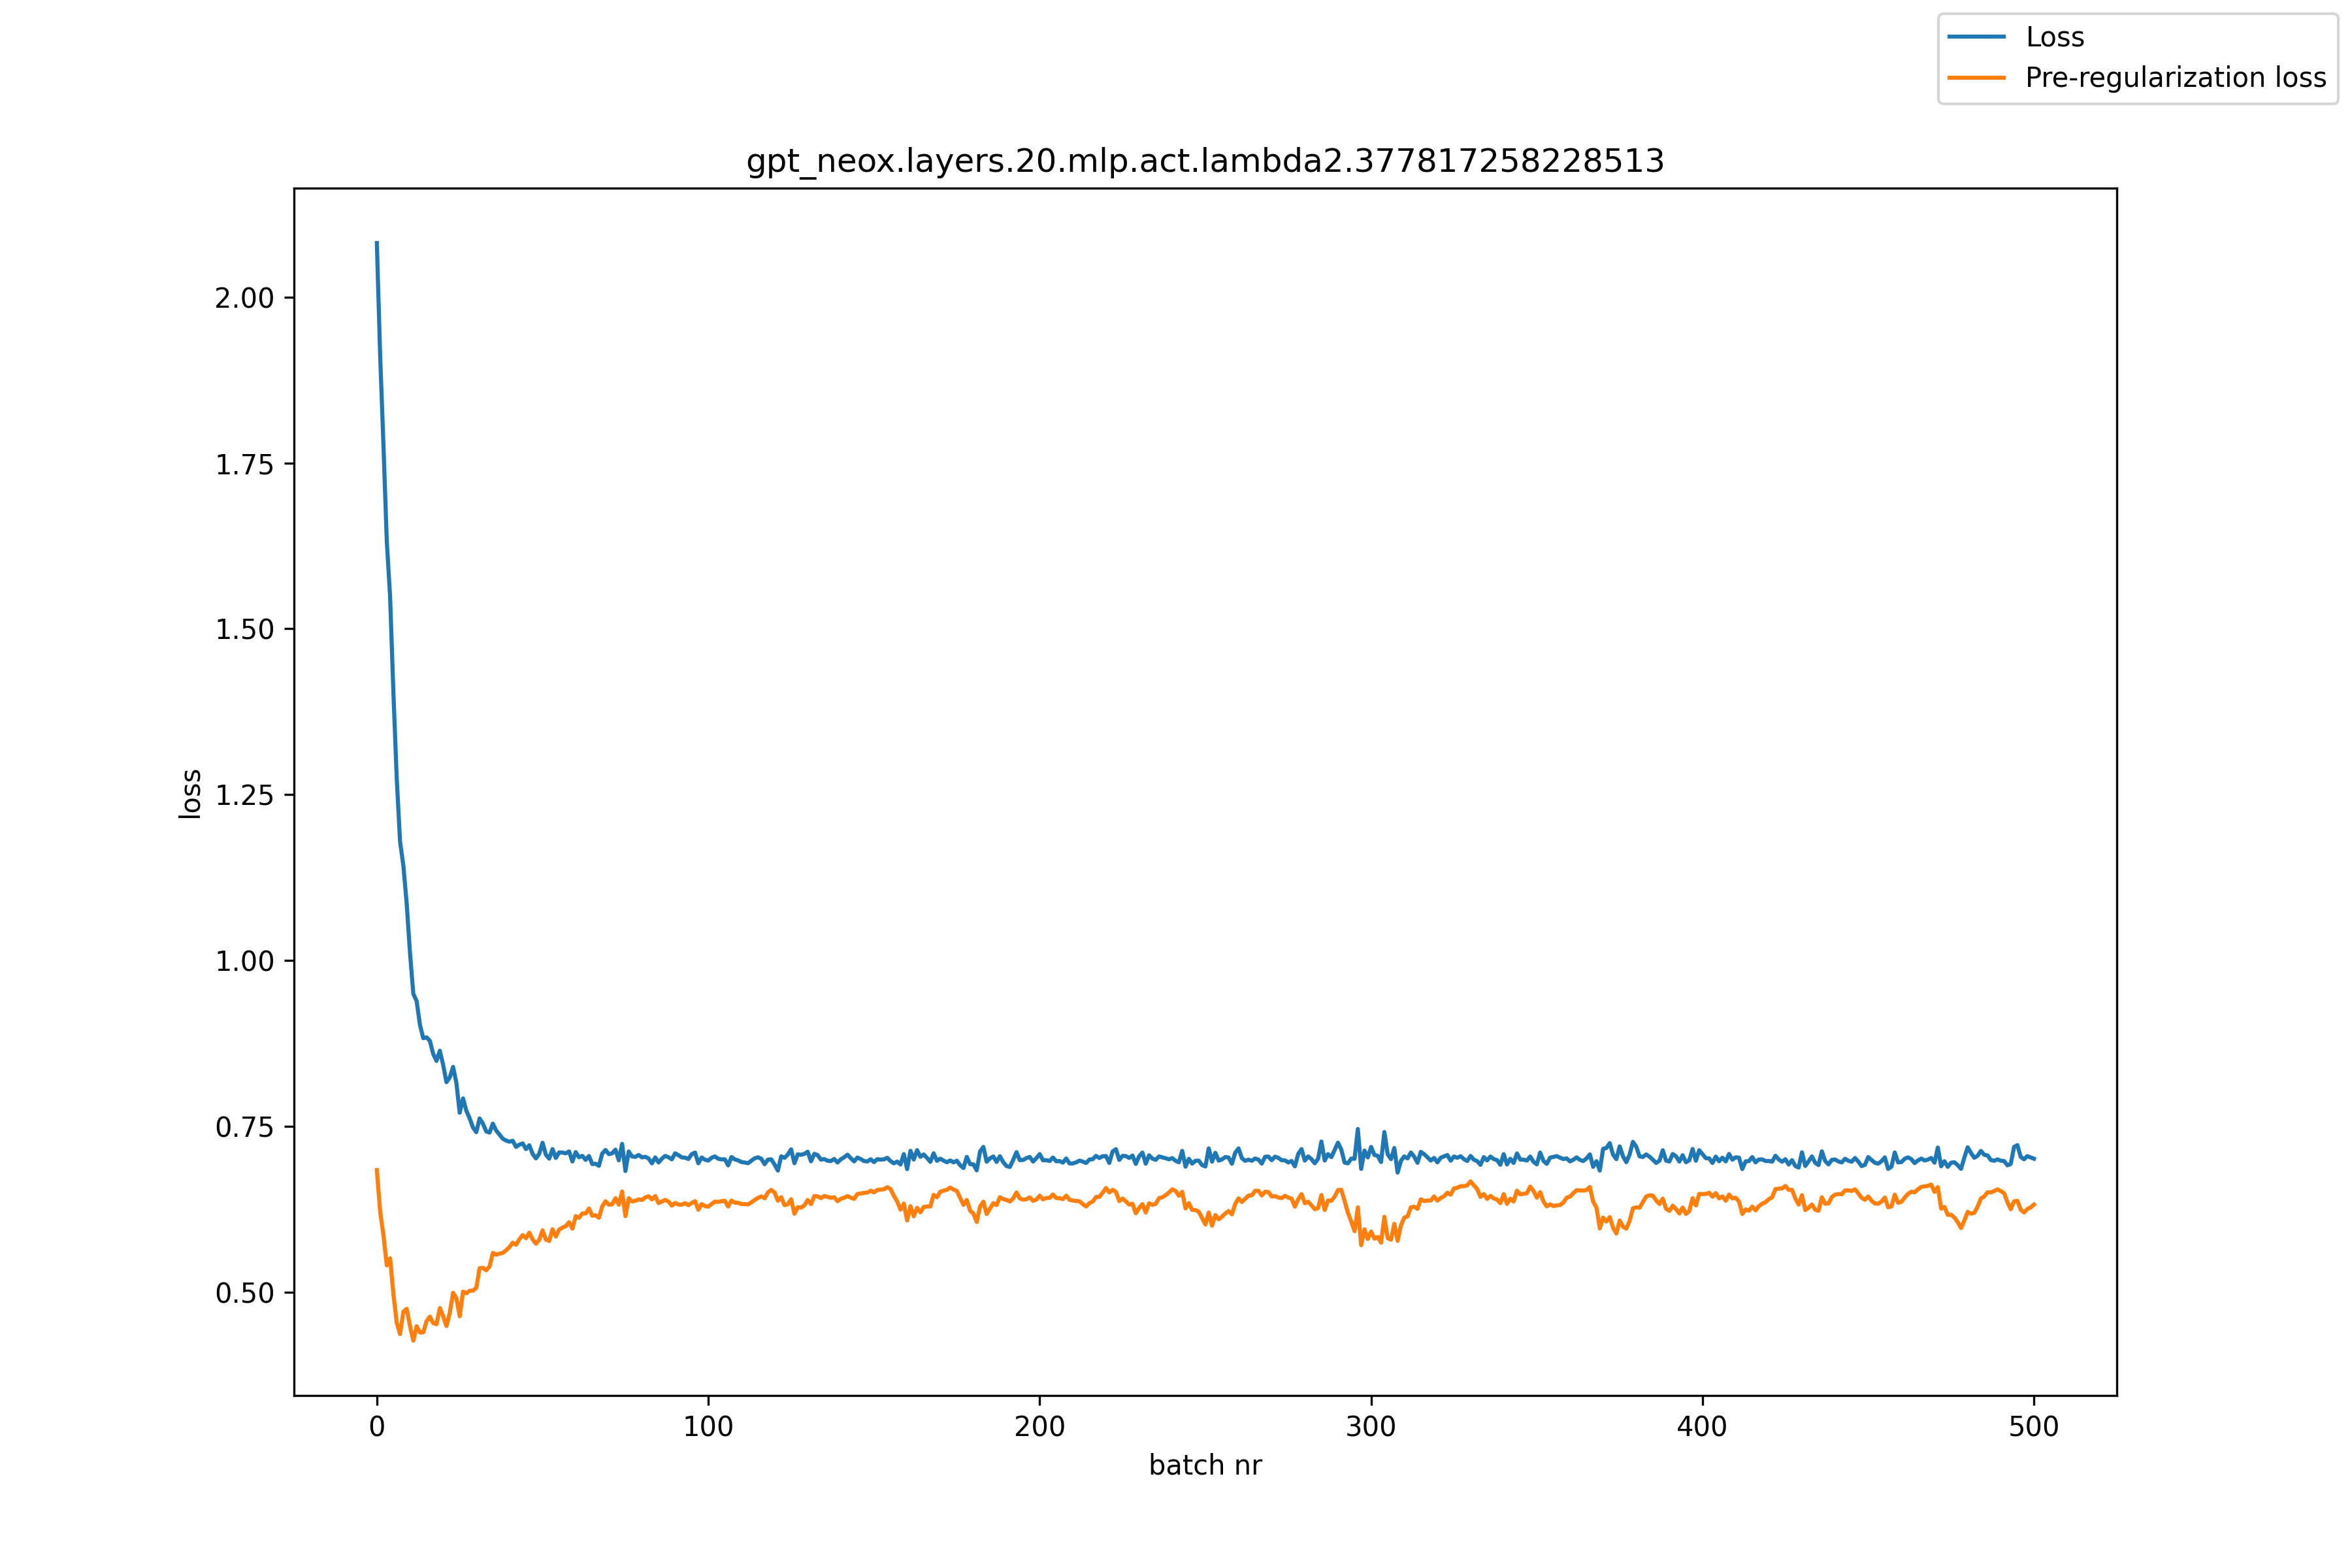 Loss
Pre-regularization loss
gpt_neox.layers.20.mlp.act.lambda2.377817258228513
2.00
1.75
1.50
1.25
1.00
0.75
0.50
loss
0 100 200 300 400 500
batch nr